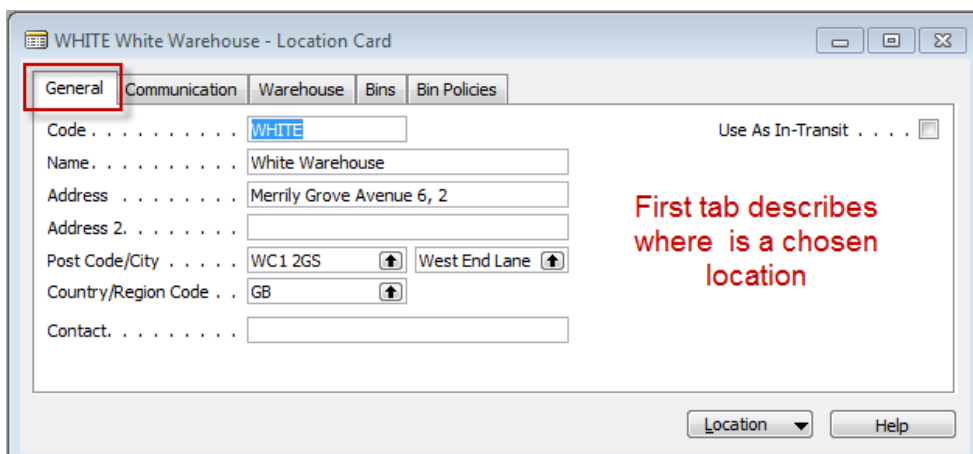 WHITE White Warehouse - Location Card
General Communication Warehouse Bins Bin Policies
Code . . . . . . . . . . WHITE Use As In-Transit . . . .
Name. . . . . . . . . . White Warehouse
Address . . . . . . . . Merrily Grove Avenue 6, 2
Address 2. . . . . . . .
Post Code/City . . . . . WC1 2GS West End Lane
Country/Region Code . . GB
Contact. . . . . . . . .
First tab describes
where is a chosen
location
Location Help